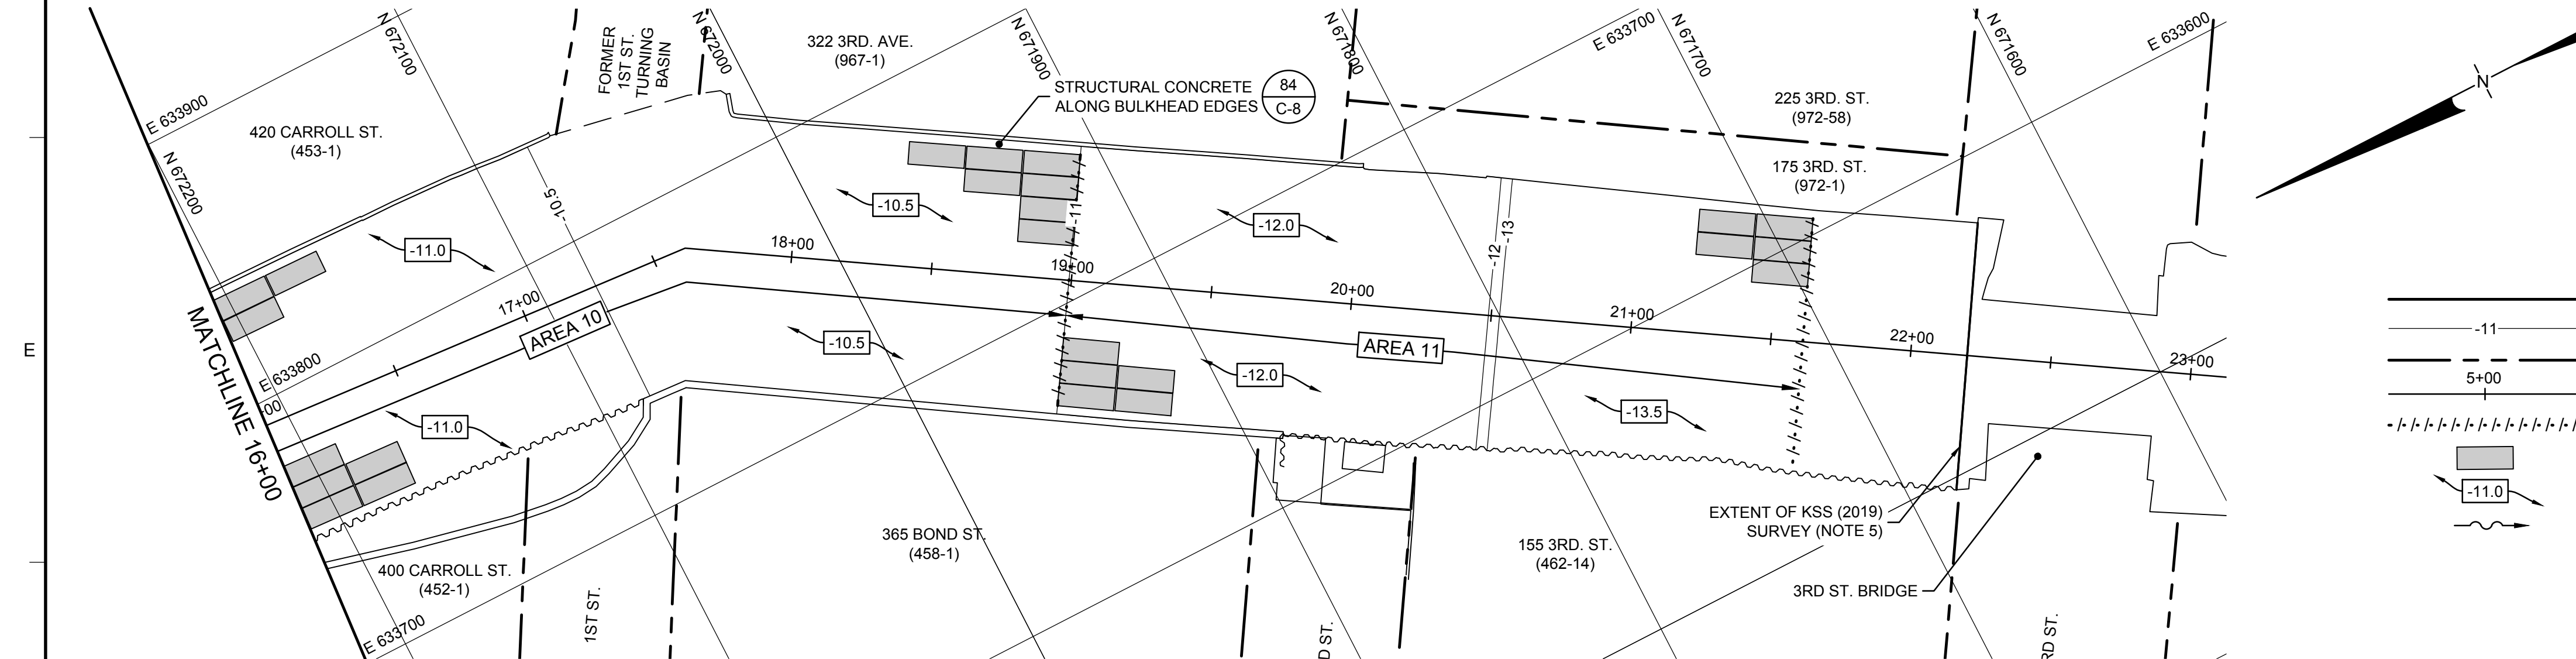 N 672100
FORMER
1ST ST.
TURNING
BASIN
N 672000
322 3RD. AVE.
(967-1)
N 671900
N 671800
E 633700
N 671700
N 671600
E 633600
N
STRUCTURAL CONCRETE
ALONG BULKHEAD EDGES
84
C-8
225 3RD. ST.
(972-58)
E 633900
420 CARROLL ST.
(453-1)
175 3RD. ST.
(972-1)
N 672200
-10.5
-10.5
-11
-12.0
-12
-13
-11.0
18+00
19+00
20+00
21+00
22+00
23+00
17+00
AREA 10
-10.5
AREA 11
-12.0
-13.5
-11.0
E
E 633800
+00
MATCHLINE 16+00
-11
5+00
-11.0
365 BOND ST.
(458-1)
155 3RD. ST.
(462-14)
EXTENT OF KSS (2019)
SURVEY (NOTE 5)
3RD ST. BRIDGE
400 CARROLL ST.
(452-1)
1ST ST.
E 633700
D ST.
RD ST.